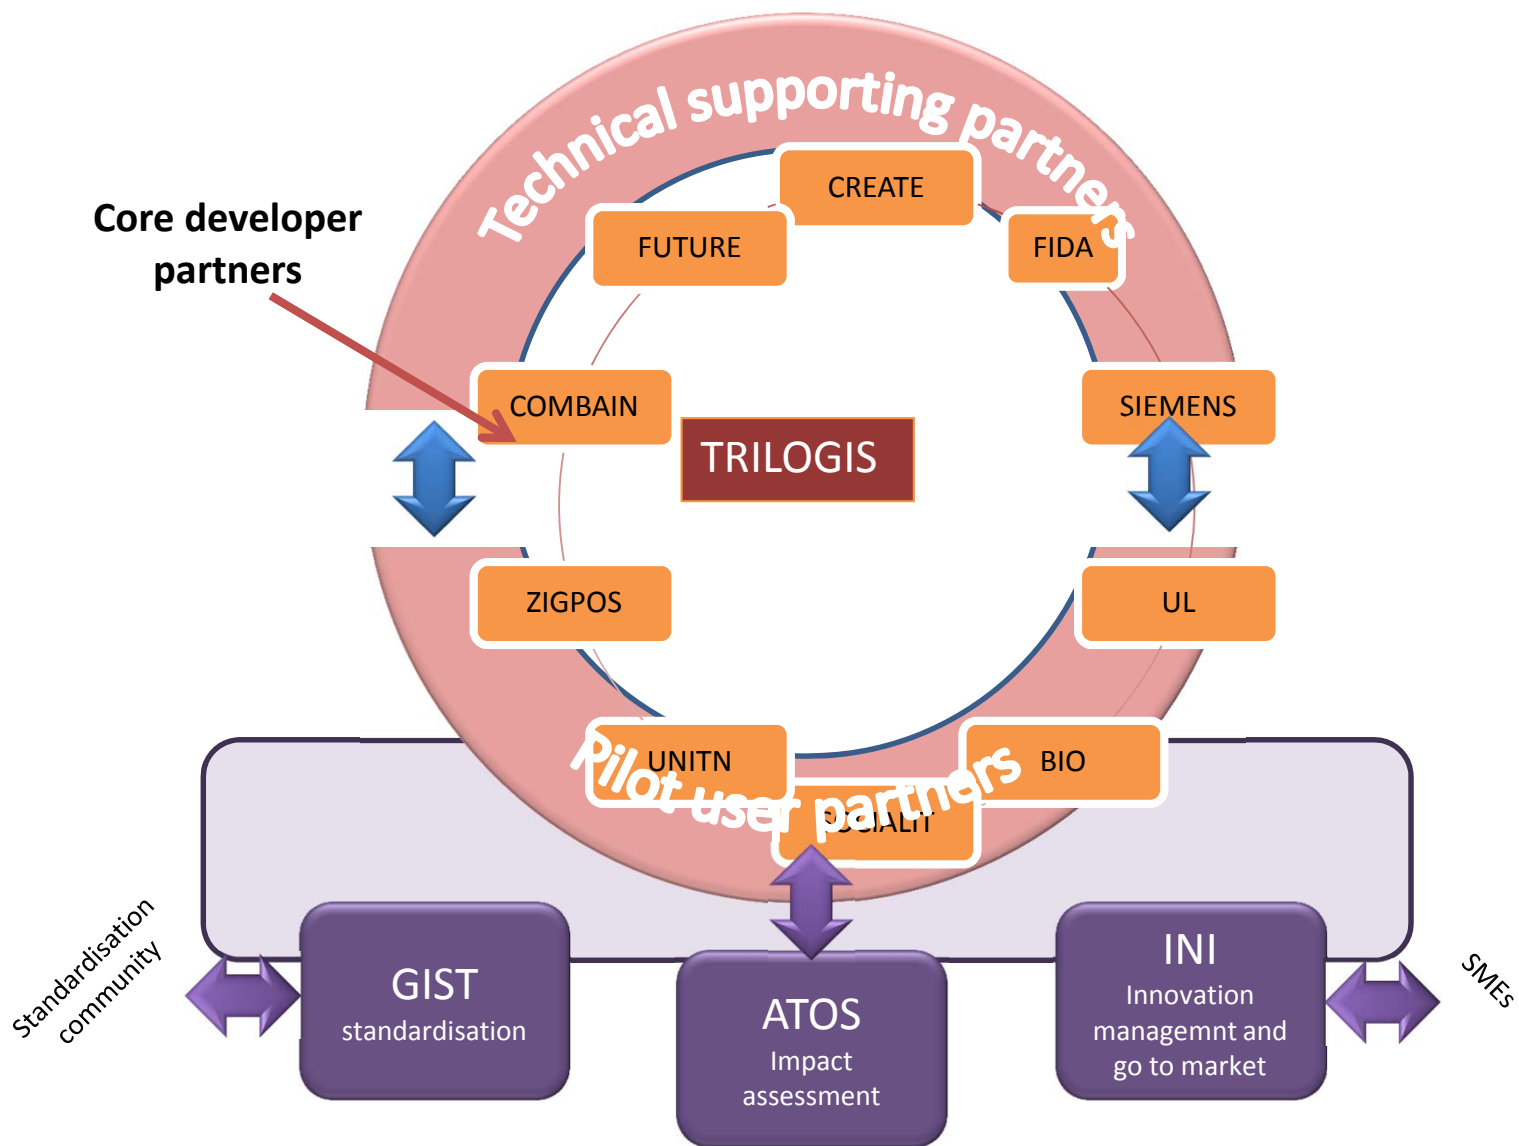 Technical supporting partners
Core developer
partners
CREATE
FUTURE
FIDA
COMBAIN
SIEMENS
TRILOGIS
ZIGPOS
UL
UNITN
BIO
SOCIALIT
Pilot user partners
Standardisation
community
GIST
standardisation
ATOS
Impact
assessment
INI
Innovation
managemnt and
go to market
SMEs